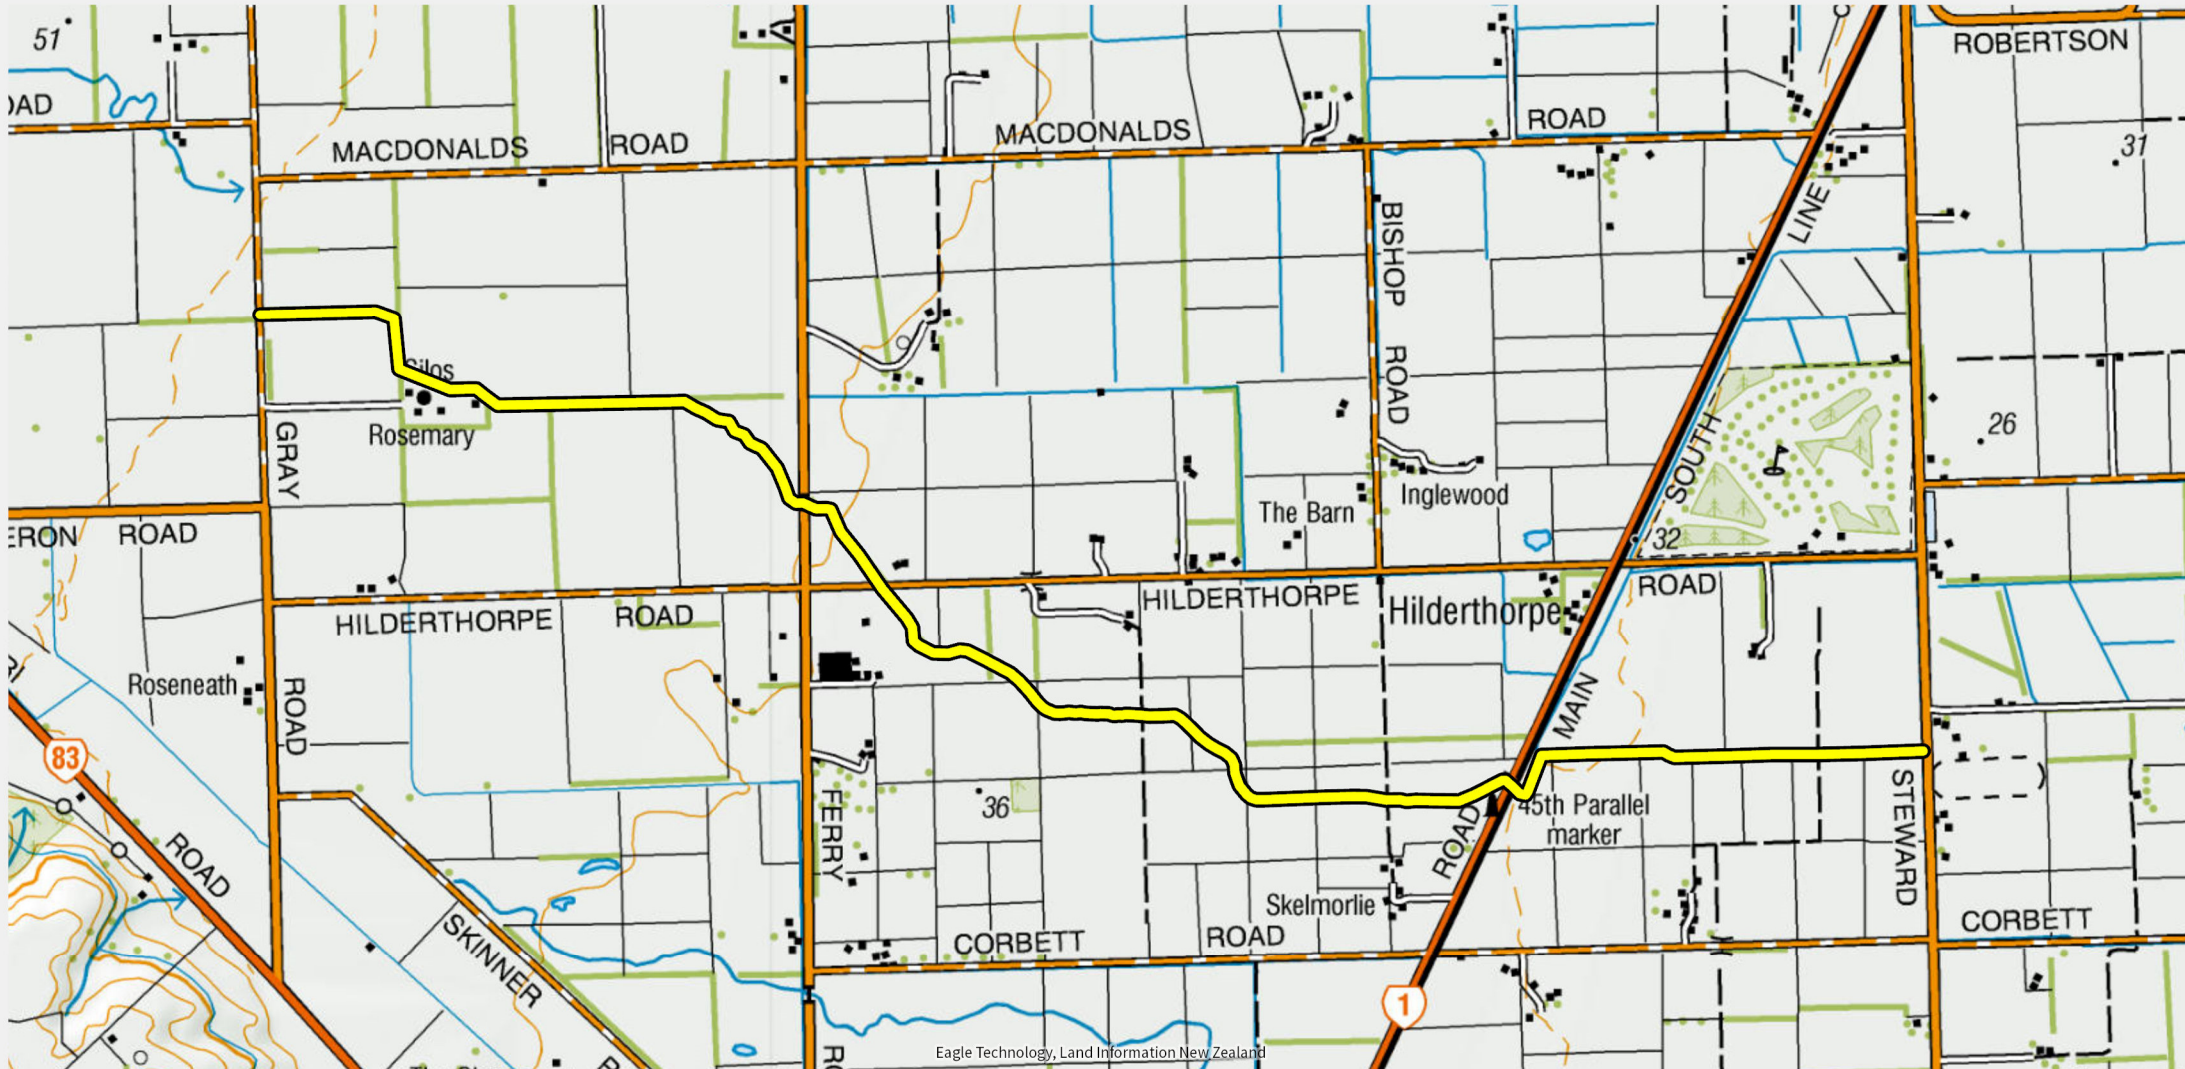 51
ROBERTSON
OAD
MACDONALDS
ROAD
MACDONALDS
ROAD
31
LINE
BISHOP
ROAD
Silos
Rosemary
GRAY
ROAD
26
SOUTH
Inglewood
The Barn
32
ERON ROAD
HILDERTHORPE
ROAD
HILDERTHORPE
Hilderthorpe
ROAD
Roseneath
MAIN
83
ROAD
FERRY
36
45th Parallel
marker
ROAD
STEWARD
Skelmorlie
SKINNER
CORBETT
ROAD
CORBETT
1
Eagle Technology, Land Information New Zealand